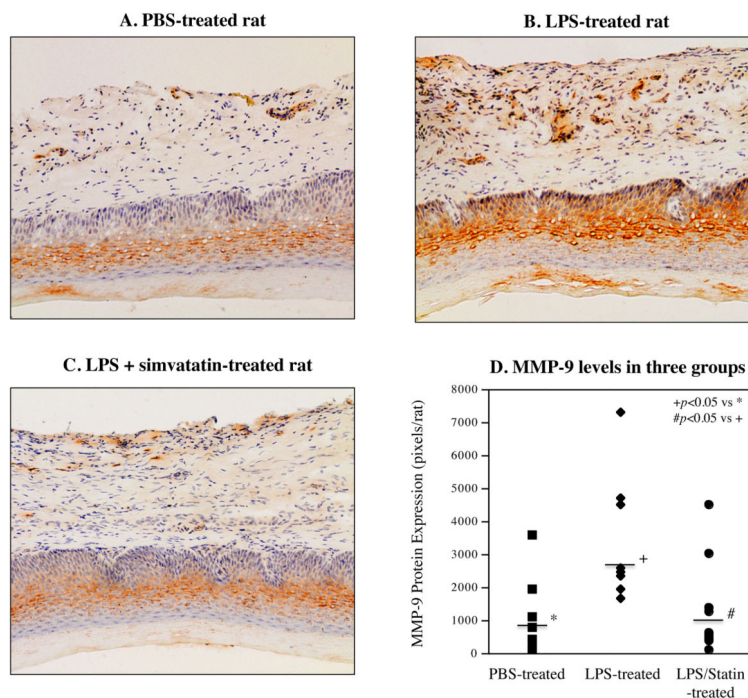 A. PBS-treated rat
B. LPS-treated rat
C. LPS + simvatatin-treated rat
D. MMP-9 levels in three groups
MMP-9 Protein Expression (pixels/rat)
8000
7000
6000
5000
4000
3000
2000
1000
0
+p<0.05 vs *
#p<0.05 vs +
*
+
#
PBS-treated
LPS-treated
LPS/Statin
-treated